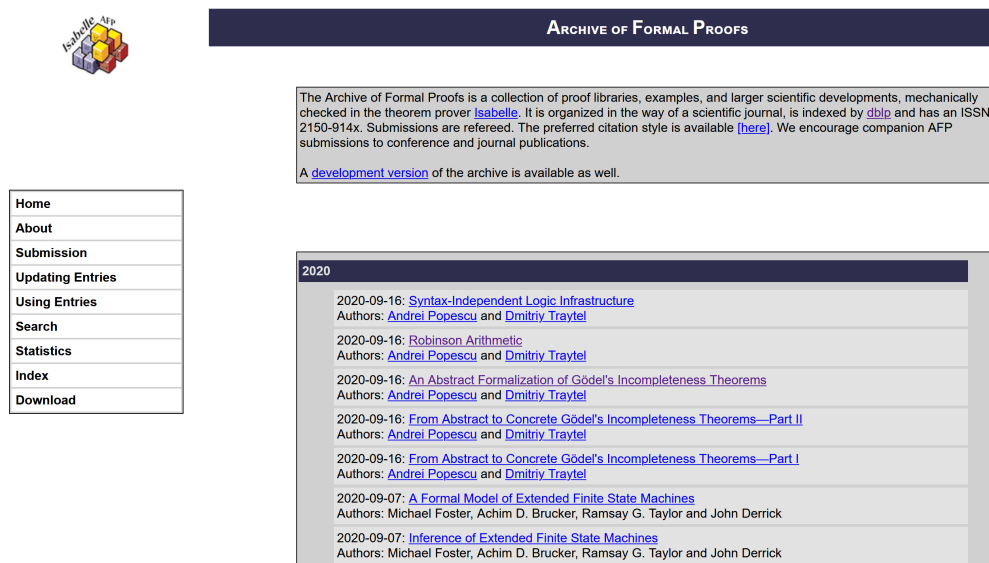 Isabelle AFP
ARCHIVE OF FORMAL PROOFS
The Archive of Formal Proofs is a collection of proof libraries, examples, and larger scientific developments, mechanically
checked in the theorem prover Isabelle. It is organized in the way of a scientific journal, is indexed by dblp and has an ISSN
2150-914x. Submissions are refereed. The preferred citation style is available [here]. We encourage companion AFP
submissions to conference and journal publications.
A development version of the archive is available as well.
Home
About
Submission
Updating Entries
Using Entries
Search
Statistics
Index
Download
2020
2020-09-16: Syntax-Independent Logic Infrastructure
Authors: Andrei Popescu and Dmitriy Traytel
2020-09-16: Robinson Arithmetic
Authors: Andrei Popescu and Dmitriy Traytel
2020-09-16: An Abstract Formalization of Gödel's Incompleteness Theorems
Authors: Andrei Popescu and Dmitriy Traytel
2020-09-16: From Abstract to Concrete Gödel's Incompleteness Theorems—Part II
Authors: Andrei Popescu and Dmitriy Traytel
2020-09-16: From Abstract to Concrete Gödel's Incompleteness Theorems—Part I
Authors: Andrei Popescu and Dmitriy Traytel
2020-09-07: A Formal Model of Extended Finite State Machines
Authors: Michael Foster, Achim D. Brucker, Ramsay G. Taylor and John Derrick
2020-09-07: Inference of Extended Finite State Machines
Authors: Michael Foster, Achim D. Brucker, Ramsay G. Taylor and John Derrick